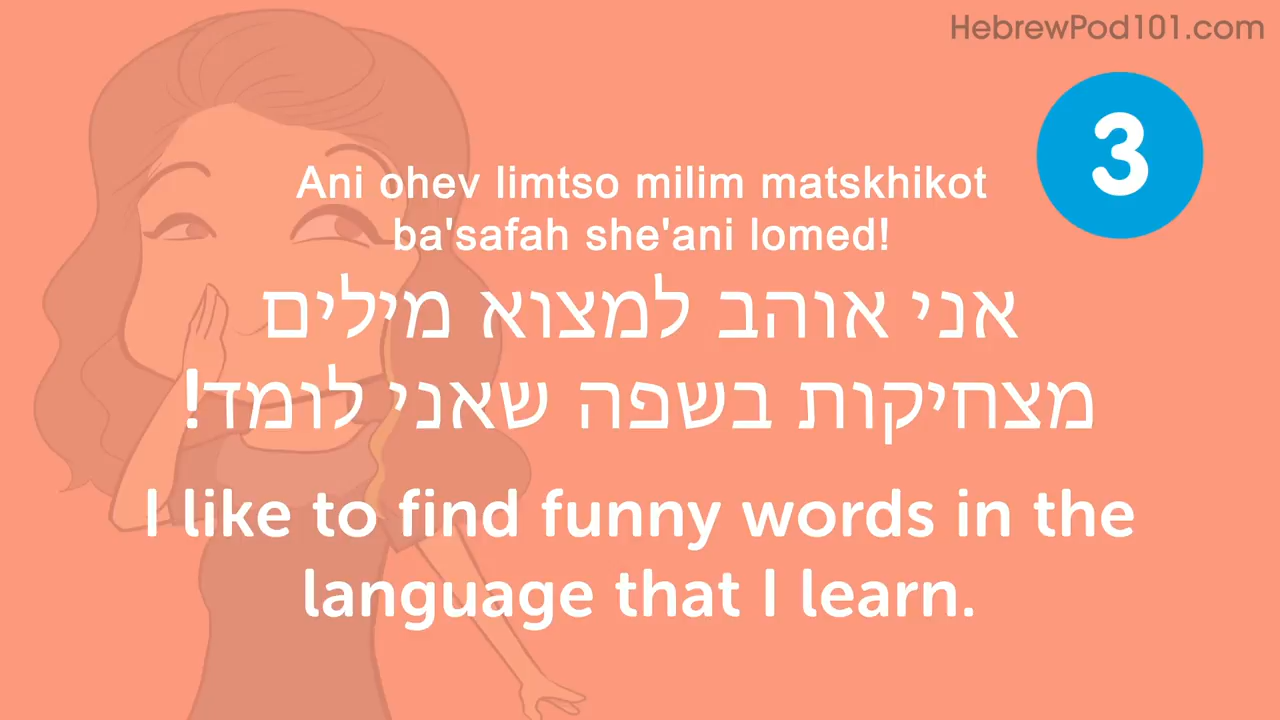 HebrewPod101.com
3
Ani ohev limtso milim matskhikot
ba'safah she'ani lomed!
אני אוהב למצוא מילים
מצחיקות בשפה שאני לומד!
I like to find funny words in the
language that I learn.